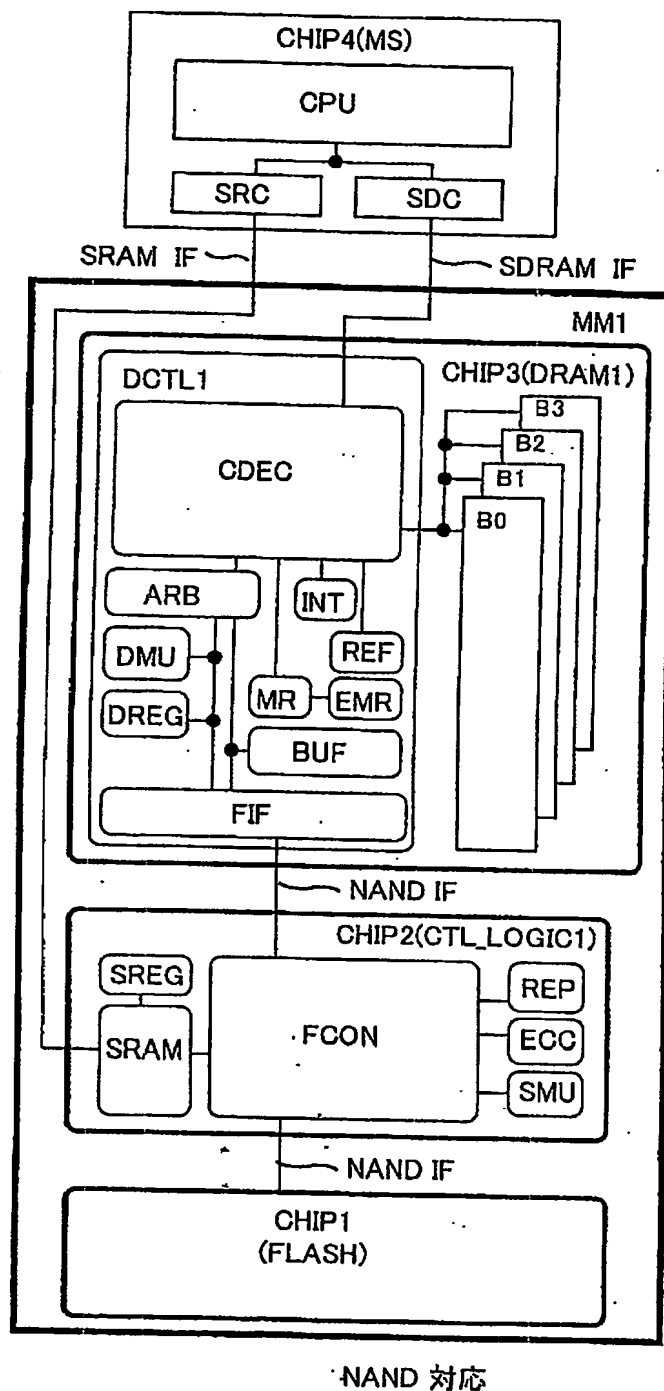 CHIP4(MS)
CPU
SRC
SDC
SRAM IF
SDRAM IF
MM1
DCTL1
CHIP3(DRAM1)
B3
B2
B1
B0
CDEC
ARB
INT
DMU
REF
DREG
MR
EMR
BUF
FIF
NAND IF
CHIP2(CTL_LOGIC1)
SREG
SRAM
FCON
REP
ECC
SMU
NAND IF
CHIP1
(FLASH)
NAND 対応